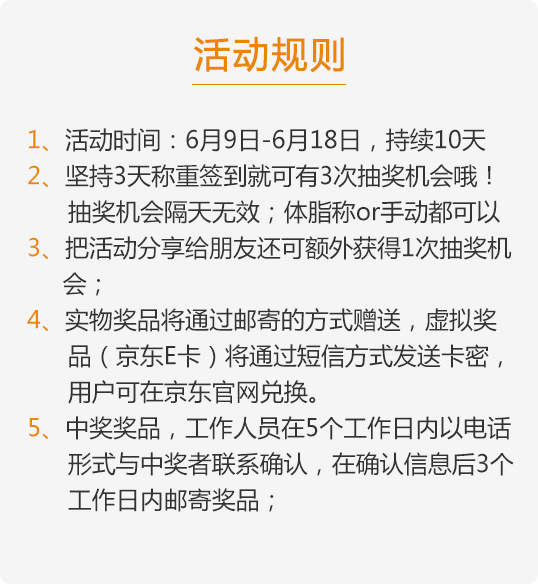 活动规则
1、活动时间：6月9日-6月18日，持续10天
2、坚持3天称重签到就可有3次抽奖机会哦！
抽奖机会隔天无效；体脂称or手动都可以
3、把活动分享给朋友还可额外获得1次抽奖机
会；
4、实物奖品将通过邮寄的方式赠送，虚拟奖
品（京东E卡）将通过短信方式发送卡密，
用户可在京东官网兑换。
5、中奖奖品，工作人员在5个工作日内以电话
形式与中奖者联系确认，在确认信息后3个
工作日内邮寄奖品；